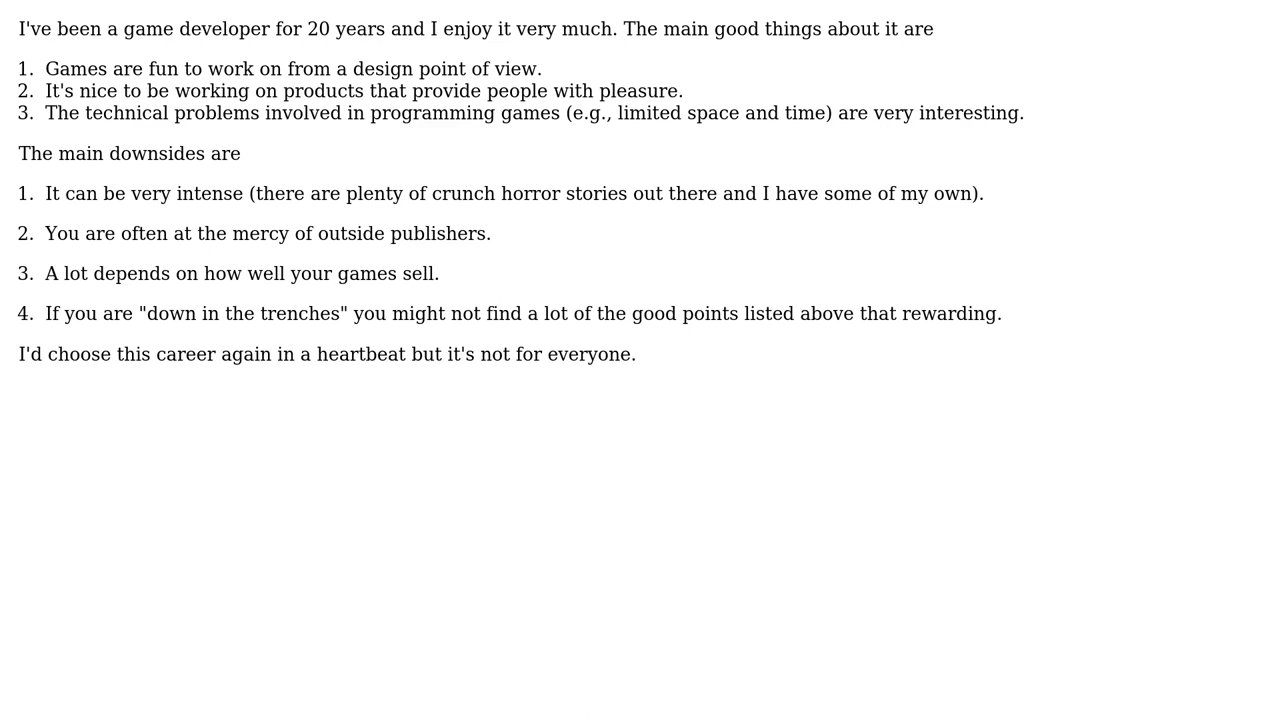 I've been a game developer for 20 years and I enjoy it very much. The main good things about it are
1. Games are fun to work on from a design point of view.
2. It's nice to be working on products that provide people with pleasure.
3. The technical problems involved in programming games (e.g., limited space and time) are very interesting.
The main downsides are
1. It can be very intense (there are plenty of crunch horror stories out there and I have some of my own).
2. You are often at the mercy of outside publishers.
3. A lot depends on how well your games sell.
4. If you are "down in the trenches" you might not find a lot of the good points listed above that rewarding.
I'd choose this career again in a heartbeat but it's not for everyone.